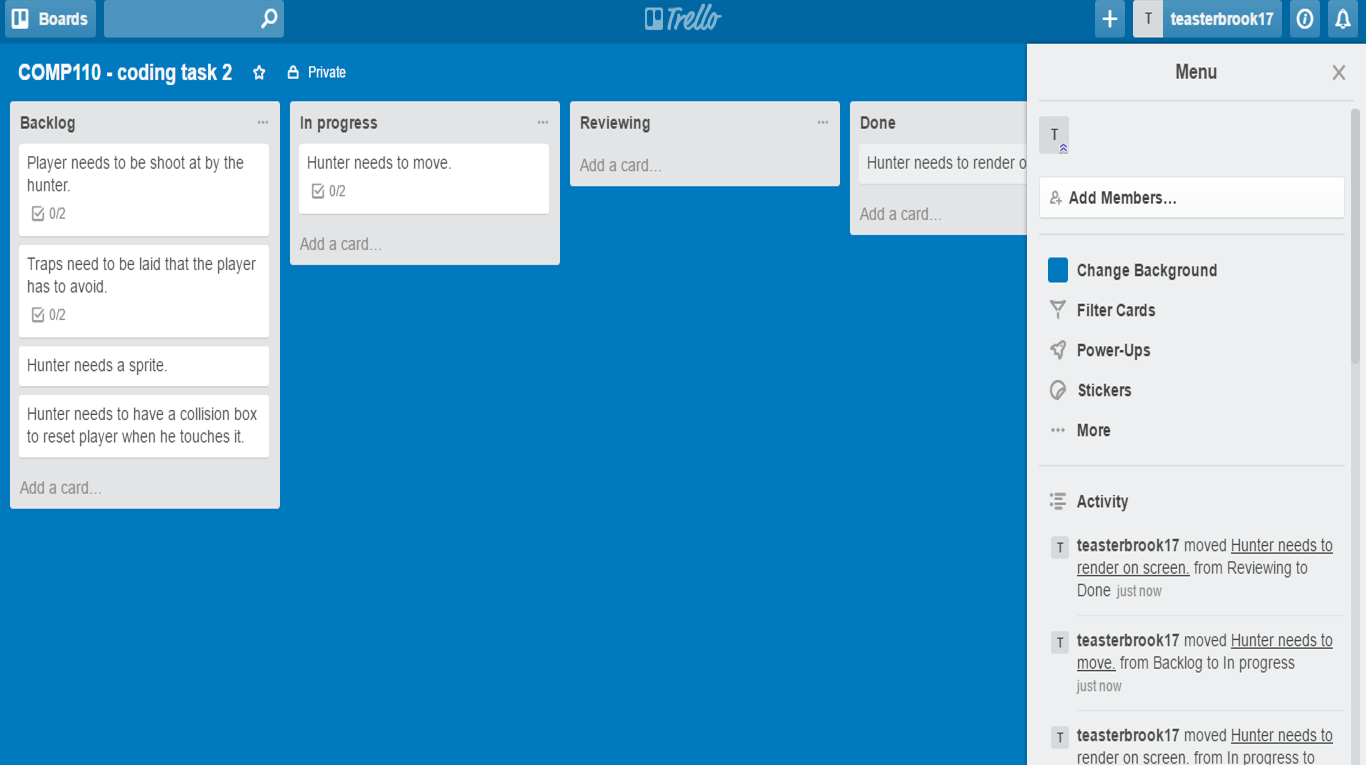 Boards
Trello
T teasterbrook17
COMP110 - coding task 2
Private
Backlog
Player needs to be shoot at by the
hunter.
0/2
Traps need to be laid that the player
has to avoid.
0/2
Hunter needs a sprite.
Hunter needs to have a collision box
to reset player when he touches it.
Add a card...
In progress
Hunter needs to move.
0/2
Add a card...
Reviewing
Add a card...
Done
Hunter needs to render o
Add a card...
Menu
T
Add Members...
Change Background
Filter Cards
Power-Ups
Stickers
More
Activity
T teasterbrook17 moved Hunter needs to
render on screen. from Reviewing to
Done just now
T teasterbrook17 moved Hunter needs to
move. from Backlog to In progress
just now
T teasterbrook17 moved Hunter needs to
render on screen. from In progress to